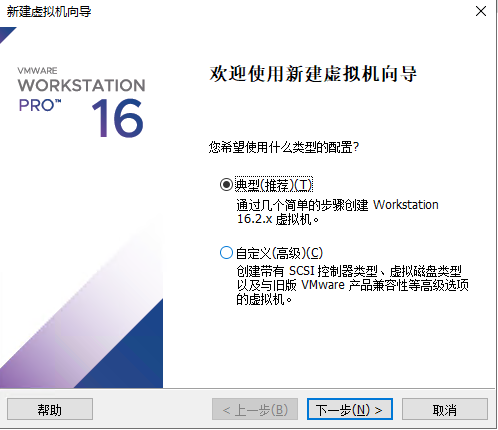 新建虚拟机向导
VMWARE
WORKSTATION
PRO™ 16
欢迎使用新建虚拟机向导
您希望使用什么类型的配置?
典型(推荐)(T)
通过几个简单的步骤创建 Workstation
16.2.x 虚拟机。
自定义(高级)(C)
创建带有 SCSI 控制器类型、虚拟磁盘类型
以及与旧版 VMware 产品兼容性等高级选项
的虚拟机。
帮助
< 上一步(B)
下一步(N) >
取消